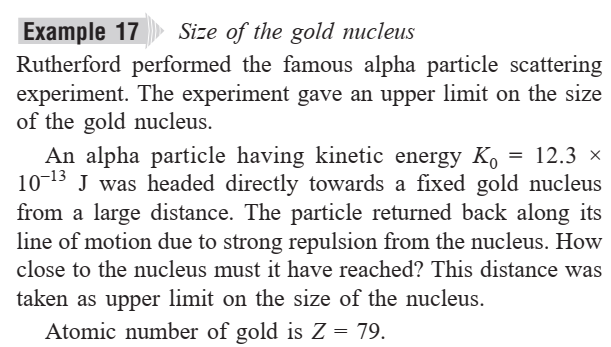 Example 17 Size of the gold nucleus
Rutherford performed the famous alpha particle scattering
experiment. The experiment gave an upper limit on the size
of the gold nucleus.
An alpha particle having kinetic energy K₀ = 12.3 ×
10⁻¹³ J was headed directly towards a fixed gold nucleus
from a large distance. The particle returned back along its
line of motion due to strong repulsion from the nucleus. How
close to the nucleus must it have reached? This distance was
taken as upper limit on the size of the nucleus.
Atomic number of gold is Z = 79.